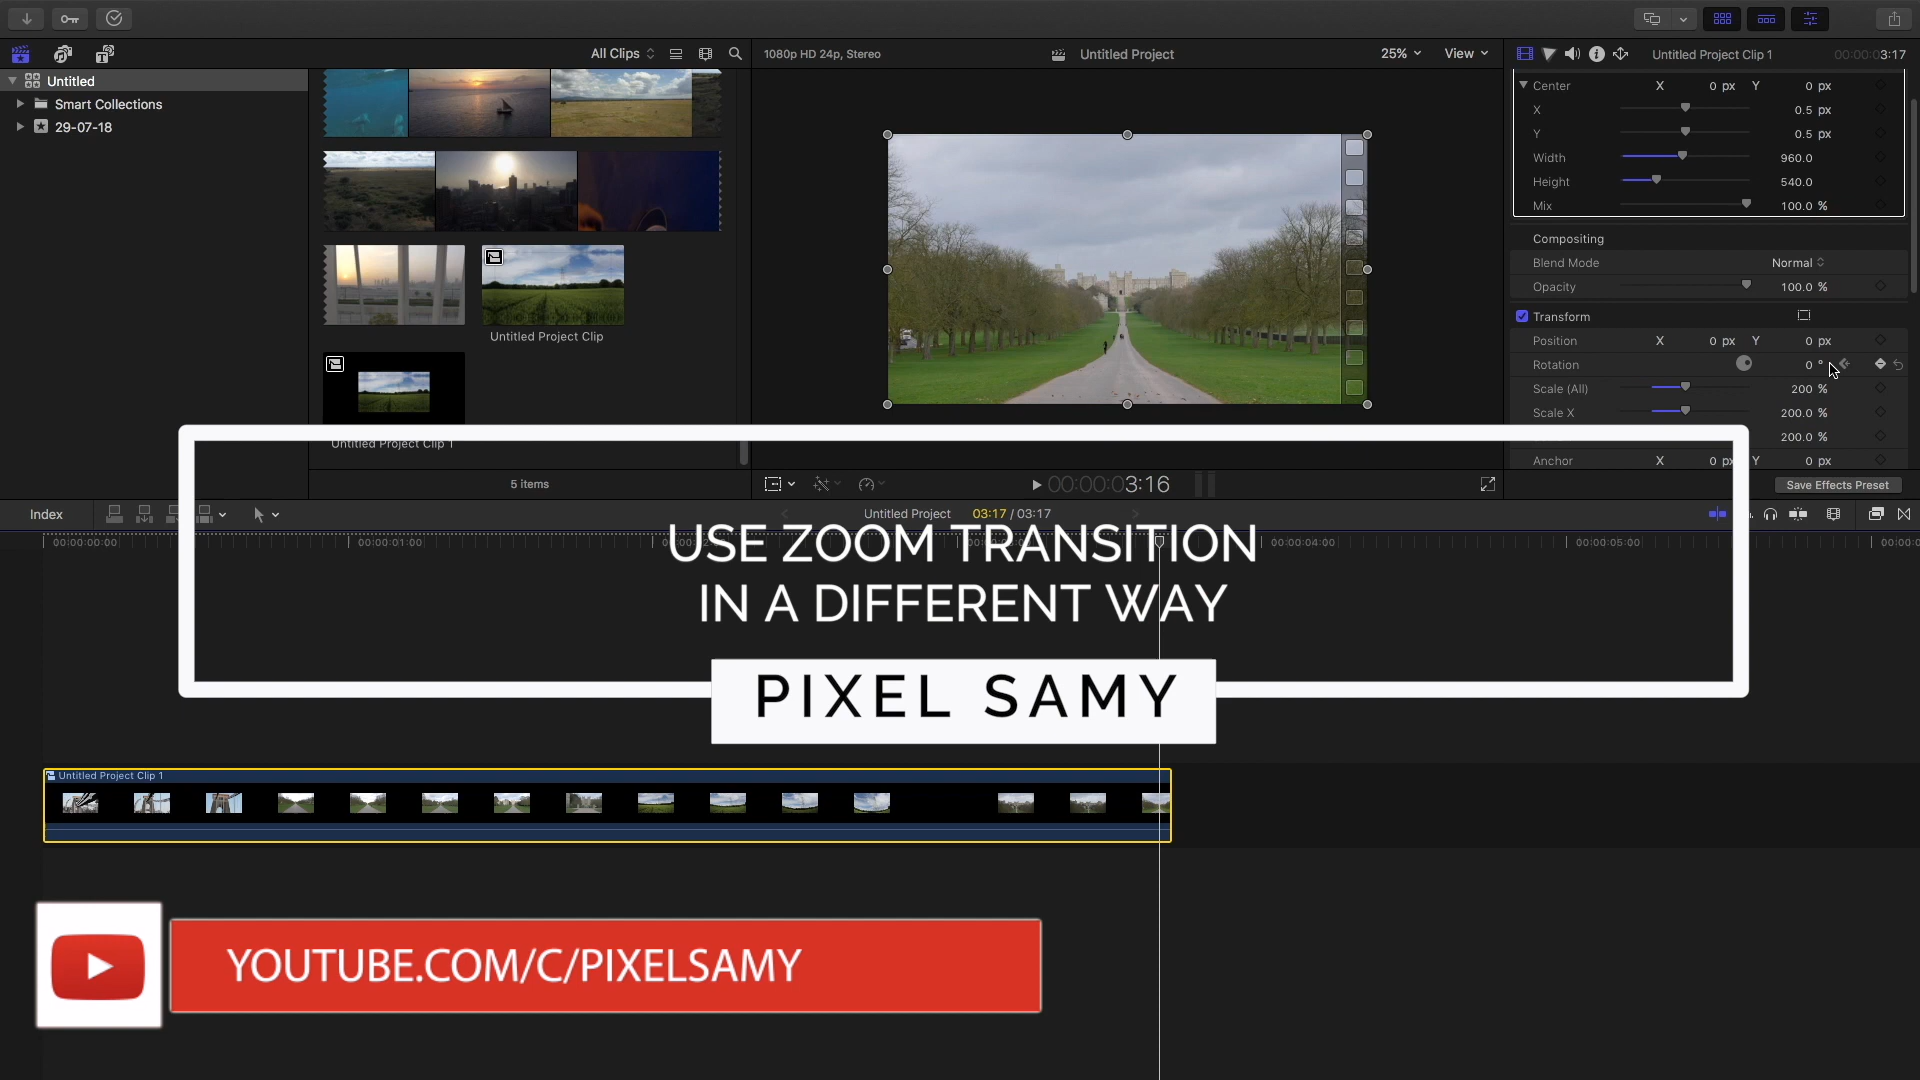 All Clips
1080p HD 24p, Stereo
Untitled Project
25%
View
Untitled Project Clip 1
00:00:00:03:17
Untitled
Smart Collections
29-07-18
Untitled Project Clip
Untitled Project Clip 1
5 items
Center X 0 px Y 0 px
X 0.5 px
Y 0.5 px
Width 960.0
Height 540.0
Mix 100.0 %
Compositing
Blend Mode Normal
Opacity 100.0 %
Transform
Position X 0 px Y 0 px
Rotation 0 °
Scale (All) 200 %
Scale X 200.0 %
200.0 %
Anchor X 0 px Y 0 px
00:00:00:03:16
Save Effects Preset
Index
Untitled Project 03:17 / 03:17
00:00:00:00 00:00:01:00 00:00:04:00 00:00:05:00
USE ZOOM TRANSITION
IN A DIFFERENT WAY
PIXEL SAMY
Untitled Project Clip 1
YOUTUBE.COM/C/PIXELSAMY